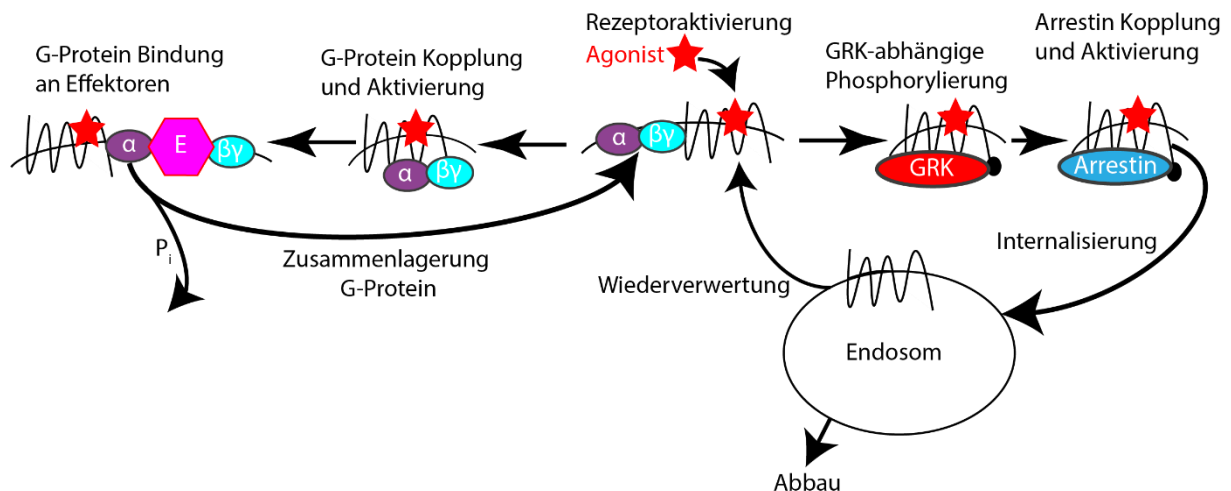 G-Protein Bindung
an Effektoren
G-Protein Kopplung
und Aktivierung
Rezeptoraktivierung
Agonist
GRK-abhängige
Phosphorylierung
Arrestin Kopplung
und Aktivierung
α
E
βγ
α
βγ
α
βγ
GRK
Arrestin
Pi
Zusammenlagerung
G-Protein
Wiederverwertung
Internalisierung
Endosom
Abbau